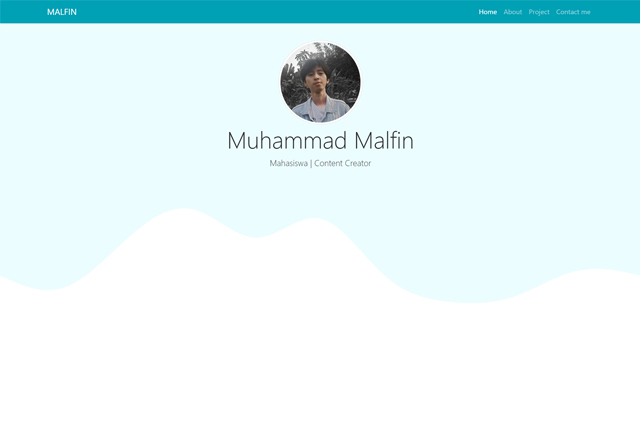 MALFIN
Home About Project Contact me
Muhammad Malfin
Mahasiswa | Content Creator